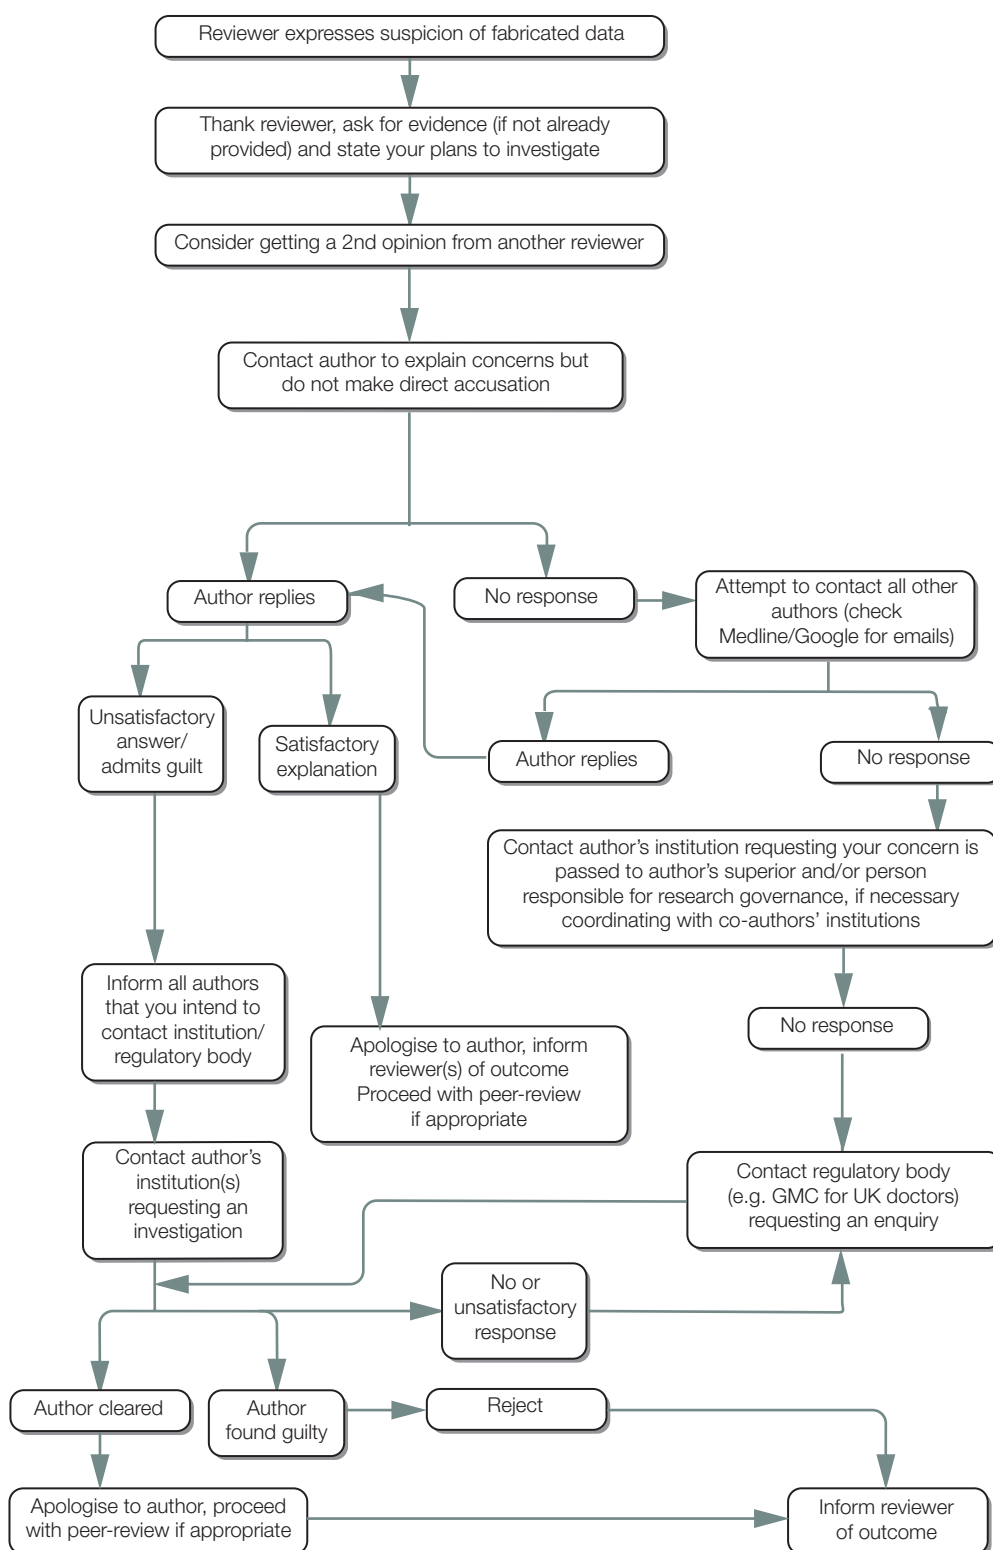 Reviewer expresses suspicion of fabricated data
Thank reviewer, ask for evidence (if not already
provided) and state your plans to investigate
Consider getting a 2nd opinion from another reviewer
Contact author to explain concerns but
do not make direct accusation
Author replies
No response
Attempt to contact all other
authors (check
Medline/Google for emails)
Unsatisfactory
answer/
admits guilt
Satisfactory
explanation
Author replies
No response
Contact author’s institution requesting your concern is
passed to author’s superior and/or person
responsible for research governance, if necessary
coordinating with co-authors’ institutions
Inform all authors
that you intend to
contact institution/
regulatory body
No response
Apologise to author, inform
reviewer(s) of outcome
Proceed with peer-review
if appropriate
Contact author’s
institution(s)
requesting an
investigation
Contact regulatory body
(e.g. GMC for UK doctors)
requesting an enquiry
No or
unsatisfactory
response
Author cleared
Author
found guilty
Reject
Apologise to author, proceed
with peer-review if appropriate
Inform reviewer
of outcome